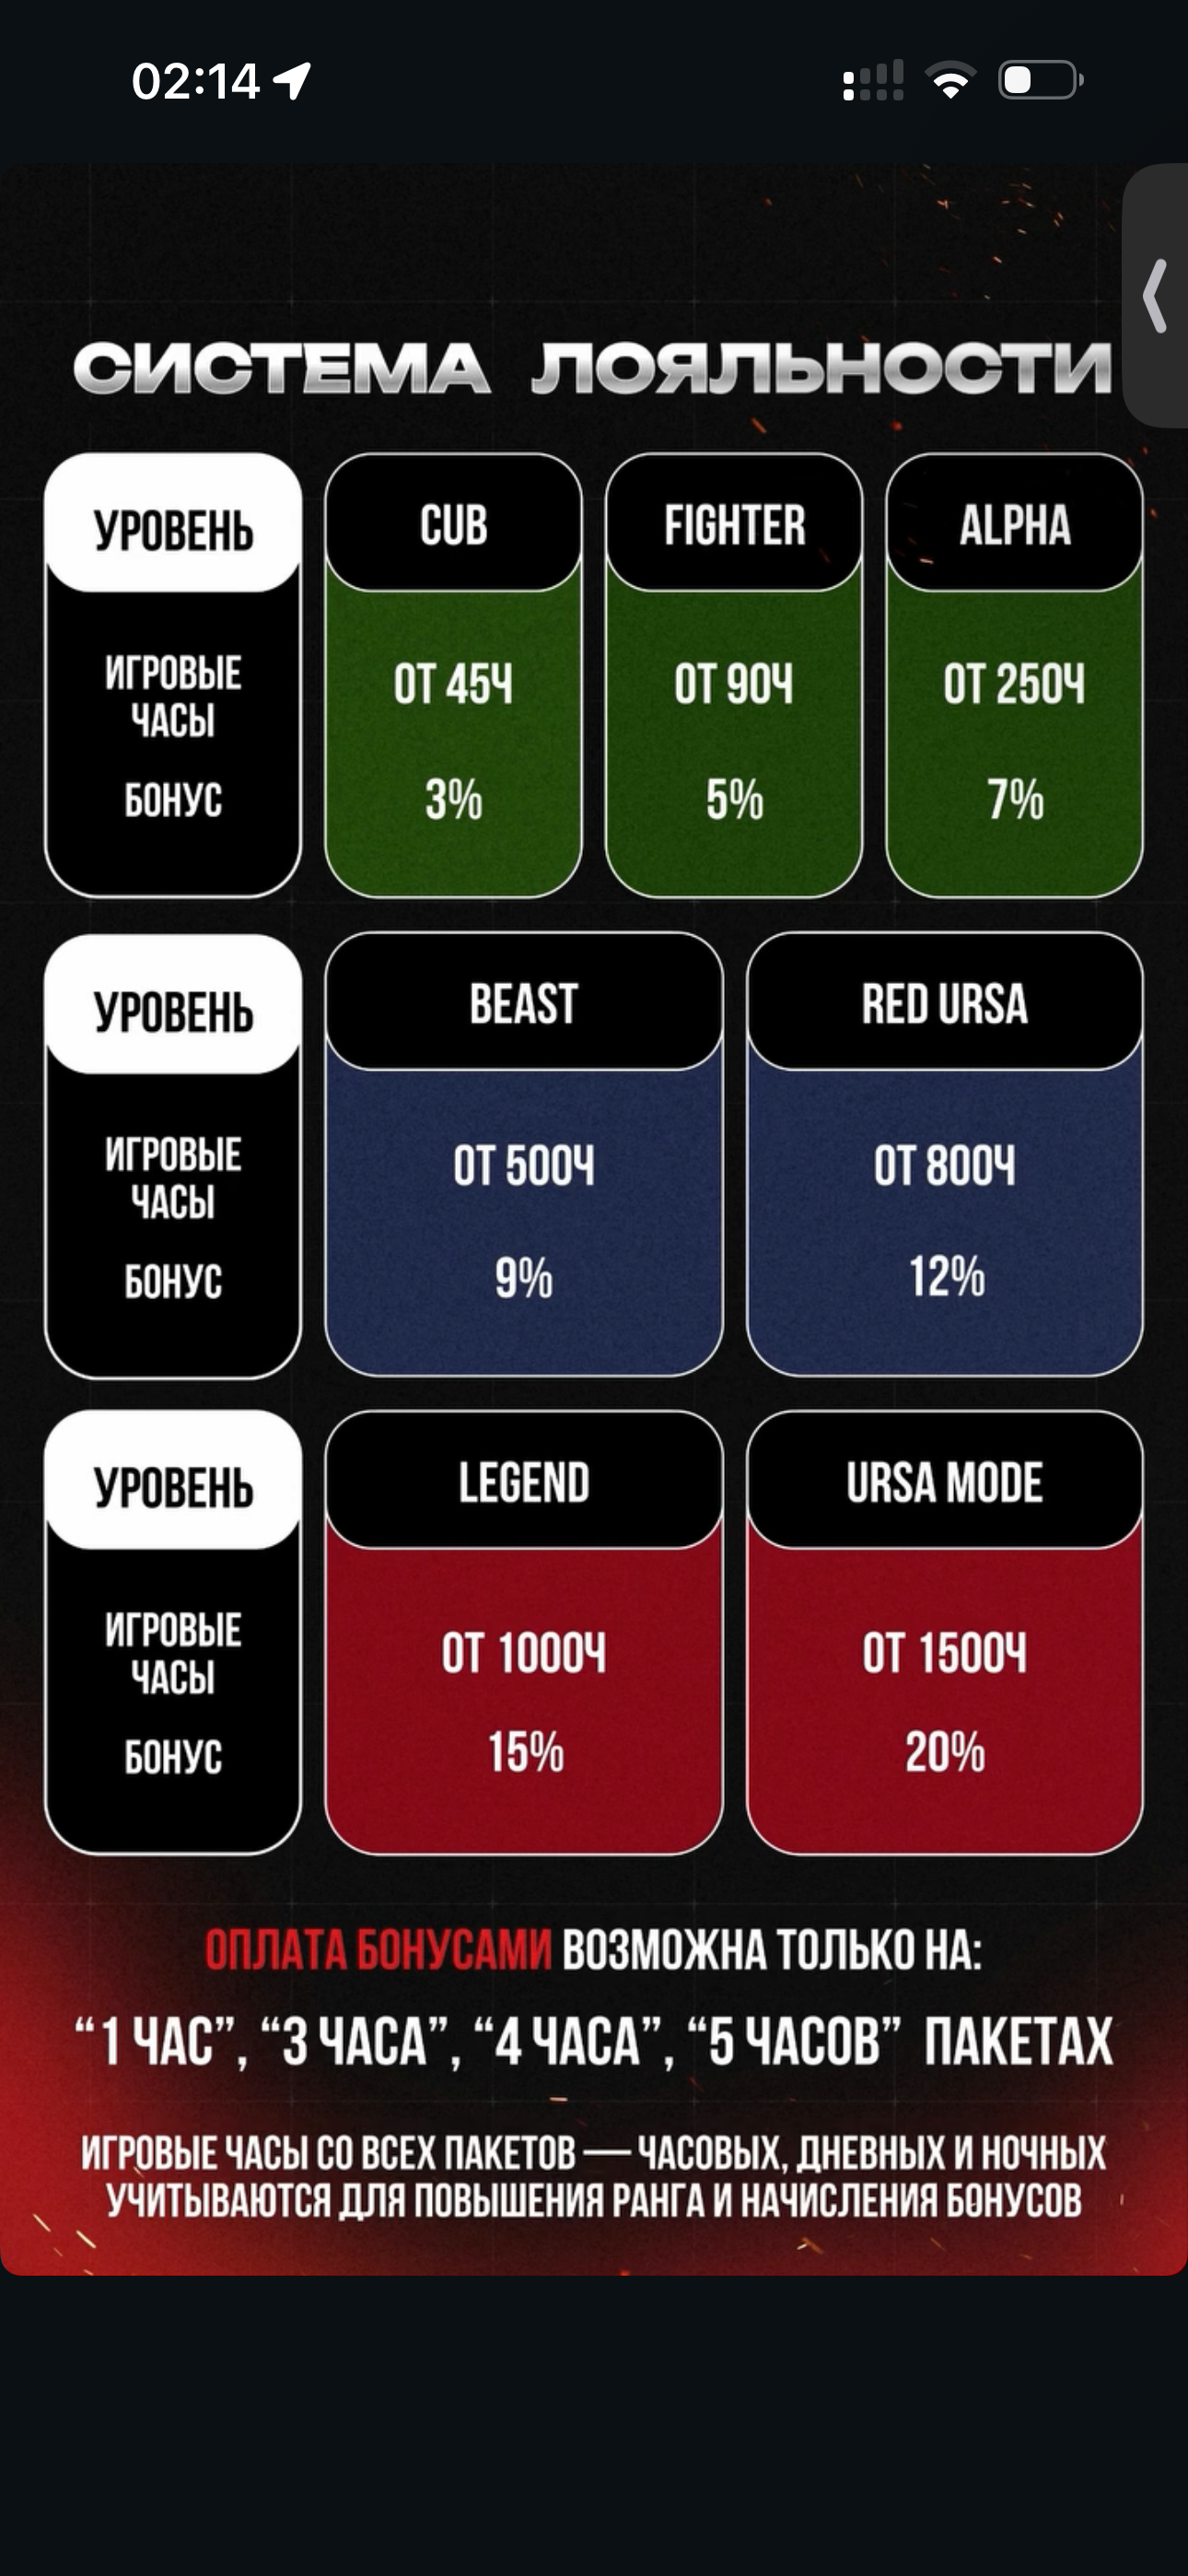 02:14
СИСТЕМА ЛОЯЛЬНОСТИ
УРОВЕНЬ
CUB
FIGHTER
ALPHA
ИГРОВЫЕ
ЧАСЫ
ОТ 45Ч
ОТ 90Ч
ОТ 250Ч
БОНУС
3%
5%
7%
УРОВЕНЬ
BEAST
RED URSA
ИГРОВЫЕ
ЧАСЫ
ОТ 500Ч
ОТ 800Ч
БОНУС
9%
12%
УРОВЕНЬ
LEGEND
URSA MODE
ИГРОВЫЕ
ЧАСЫ
ОТ 1000Ч
ОТ 1500Ч
БОНУС
15%
20%
ОПЛАТА БОНУСАМИ ВОЗМОЖНА ТОЛЬКО НА:
“1 ЧАС”, “3 ЧАСА”, “4 ЧАСА”, “5 ЧАСОВ” ПАКЕТАХ
ИГРОВЫЕ ЧАСЫ СО ВСЕХ ПАКЕТОВ — ЧАСОВЫХ, ДНЕВНЫХ И НОЧНЫХ
УЧИТЫВАЮТСЯ ДЛЯ ПОВЫШЕНИЯ РАНГА И НАЧИСЛЕНИЯ БОНУСОВ